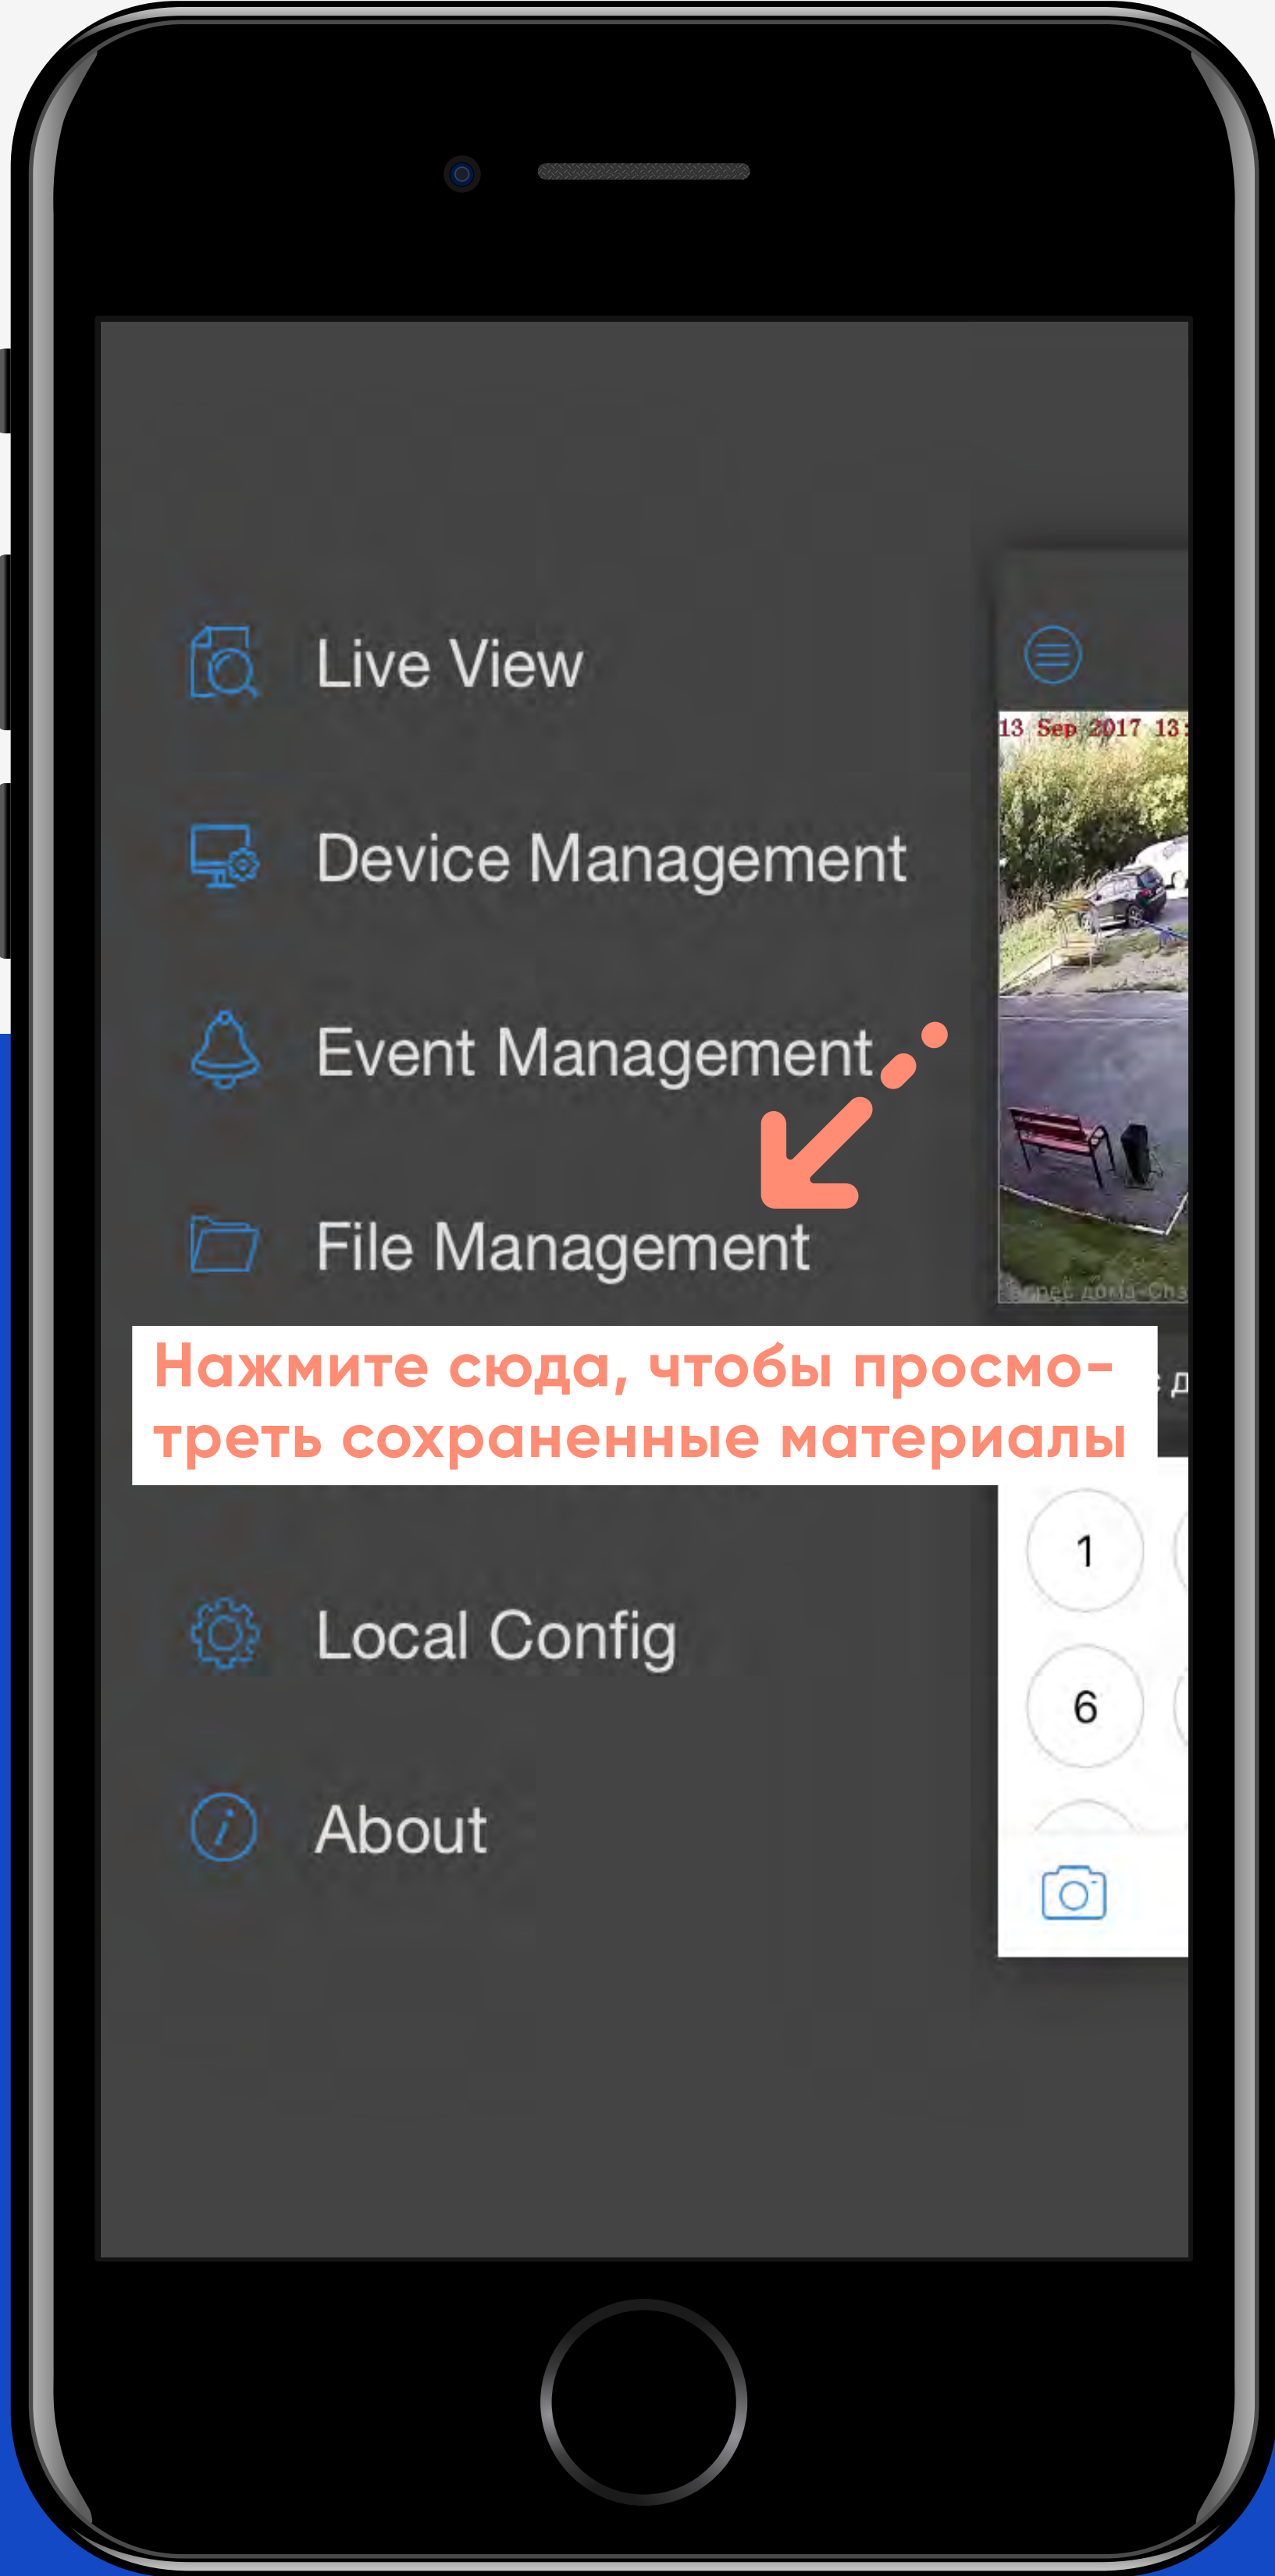 Live View
13 Sep 2017 13:
Device Management
Event Management
File Management
Нажмите сюда, чтобы просмо-
треть сохраненные материалы
1
Local Config
6
About